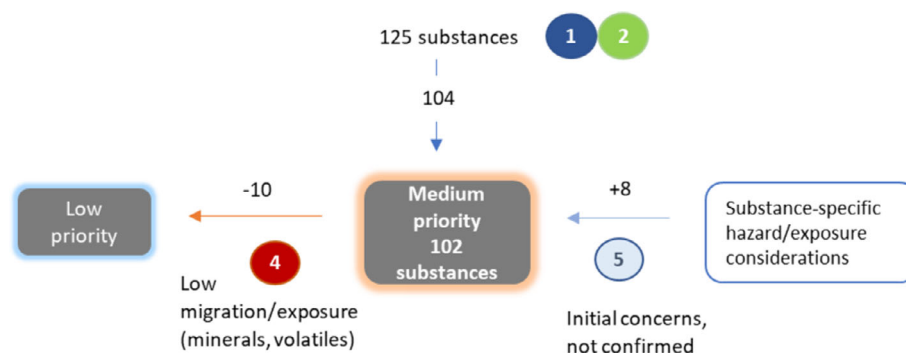 125 substances
1
2
104
-10
Medium
priority
102
substances
+8
Low
priority
Substance-specific
hazard/exposure
considerations
4
5
Low
migration/exposure
(minerals, volatiles)
Initial concerns,
not confirmed